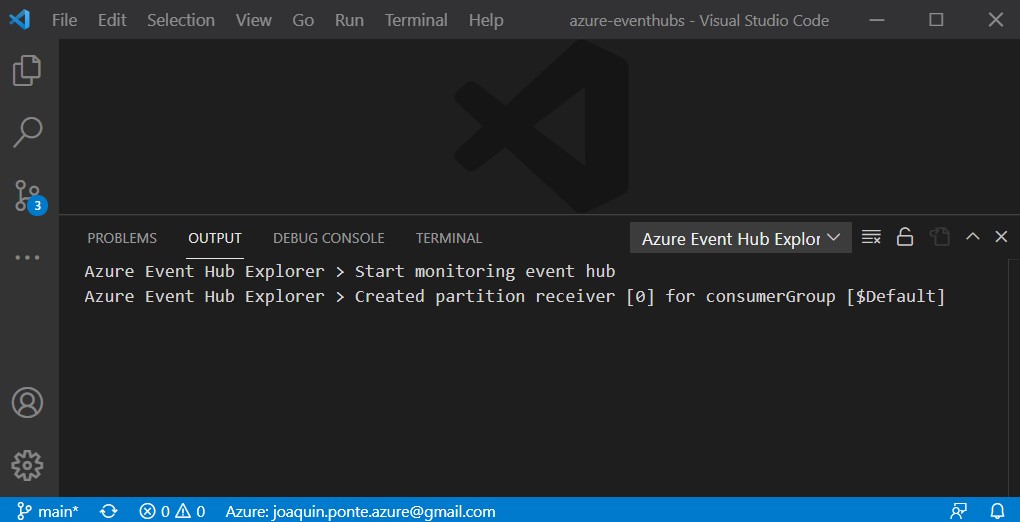 File Edit Selection View Go Run Terminal Help azure-eventhubs - Visual Studio Code
3
PROBLEMS OUTPUT DEBUG CONSOLE TERMINAL Azure Event Hub Explor
Azure Event Hub Explorer > Start monitoring event hub
Azure Event Hub Explorer > Created partition receiver [0] for consumerGroup [$Default]
main* 0 0 Azure: joaquin.ponte.azure@gmail.com